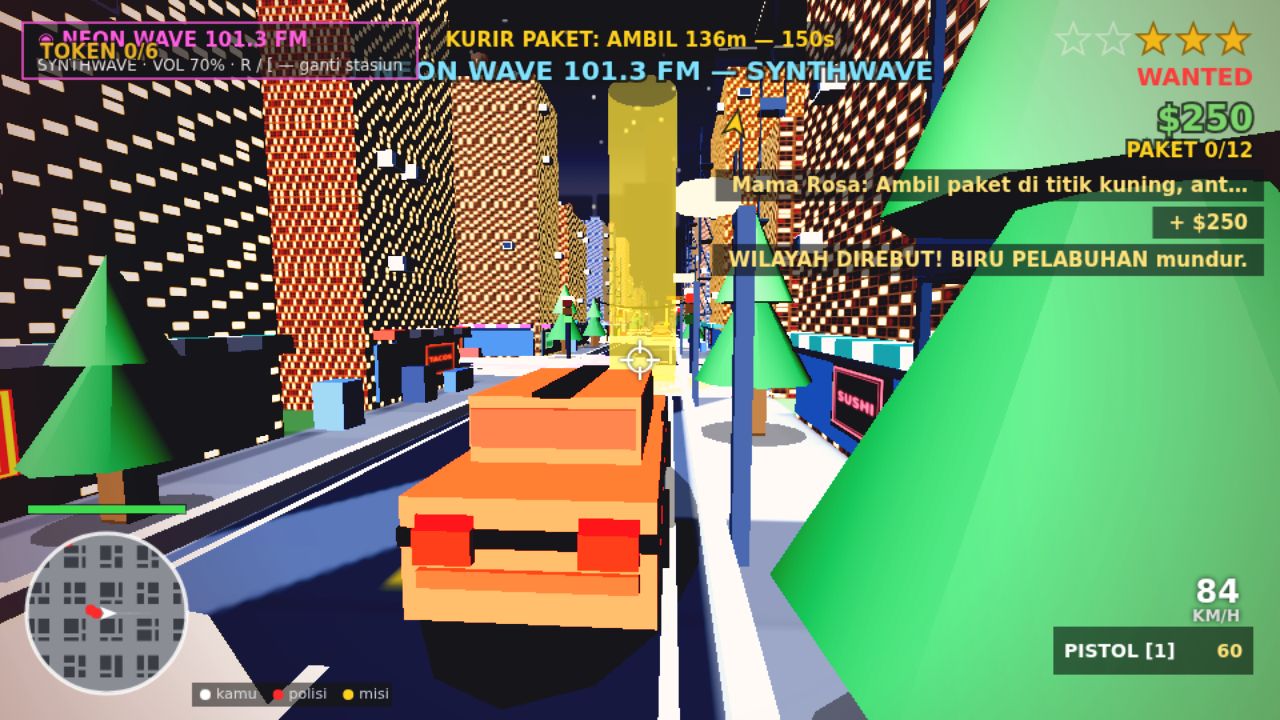 NEON WAVE 101.3 FM
TOKEN 0/6
SYNTHWAVE · VOL 70% · R / [ — ganti stasiun
KURIR PAKET: AMBIL 136m — 150s
NEON WAVE 101.3 FM — SYNTHWAVE
WANTED
$250
PAKET 0/12
Mama Rosa: Ambil paket di titik kuning, ant...
+ $250
WILAYAH DIREBUT! BIRU PELABUHAN mundur.
TACOS
SUSHI
84
KM/H
PISTOL [1] 60
kamu polisi misi